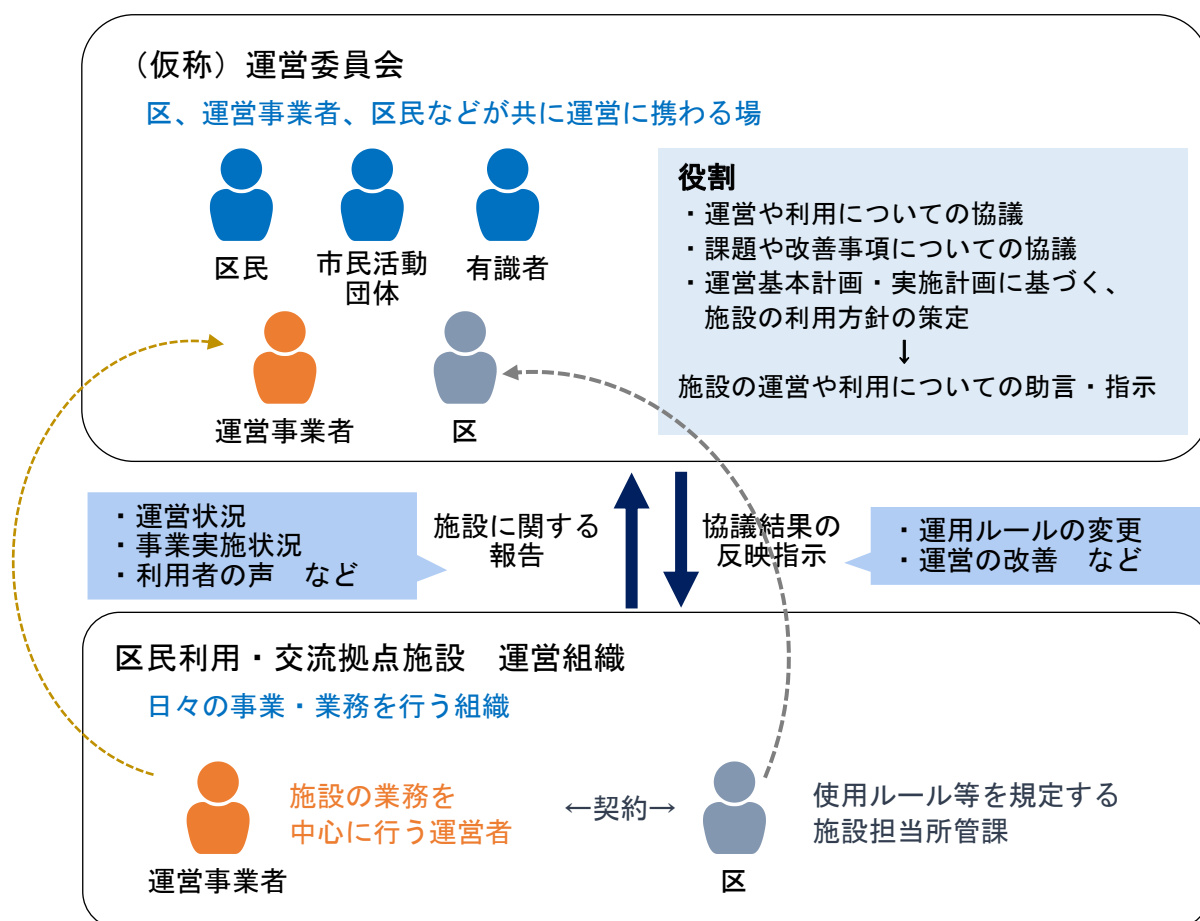 （仮称）運営委員会
区、運営事業者、区民などが共に運営に携わる場
区民
市民活動
団体
有識者
運営事業者
区
役割
・運営や利用についての協議
・課題や改善事項についての協議
・運営基本計画・実施計画に基づく、
施設の利用方針の策定
↓
施設の運営や利用についての助言・指示
・運営状況
・事業実施状況
・利用者の声　など
施設に関する
報告
協議結果の
反映指示
・運用ルールの変更
・運営の改善　など
区民利用・交流拠点施設　運営組織
日々の事業・業務を行う組織
施設の業務を
中心に行う運営者
運営事業者
←契約→
区
使用ルール等を規定する
施設担当所管課